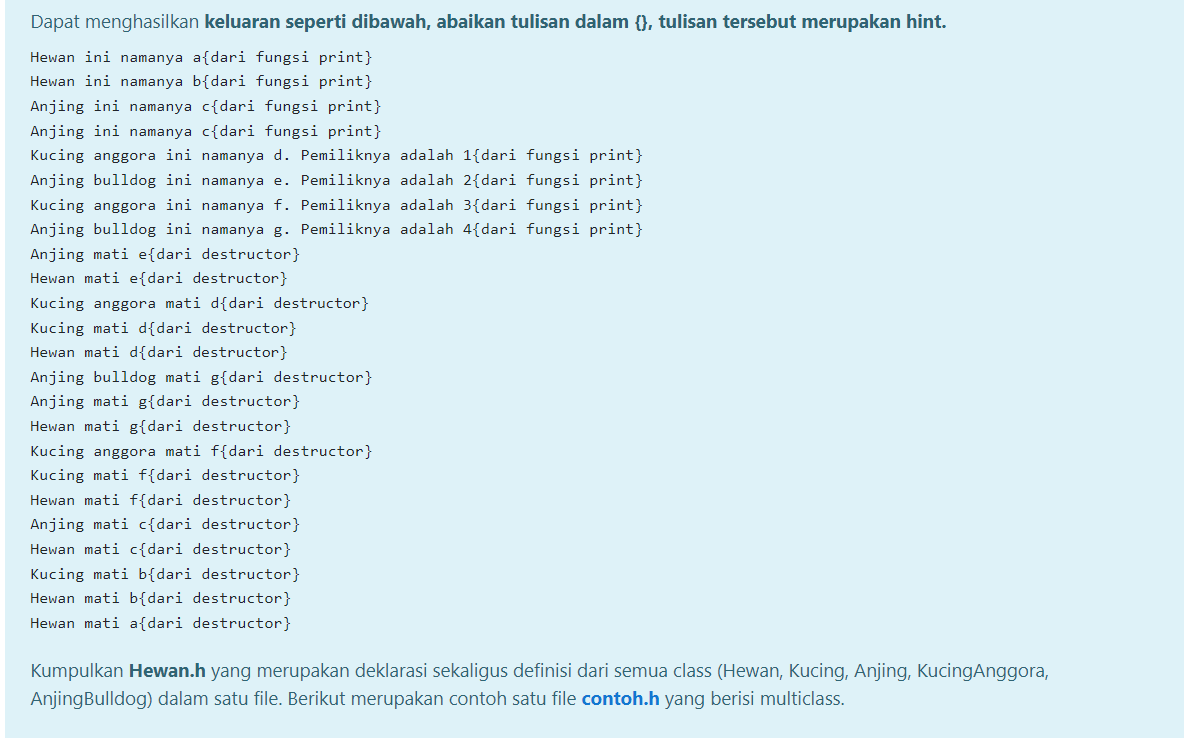 Dapat menghasilkan keluaran seperti dibawah, abaikan tulisan dalam {}, tulisan tersebut merupakan hint.
Hewan ini namanya a{dari fungsi print}
Hewan ini namanya b{dari fungsi print}
Anjing ini namanya c{dari fungsi print}
Anjing ini namanya c{dari fungsi print}
Kucing anggora ini namanya d. Pemiliknya adalah 1{dari fungsi print}
Anjing bulldog ini namanya e. Pemiliknya adalah 2{dari fungsi print}
Kucing anggora ini namanya f. Pemiliknya adalah 3{dari fungsi print}
Anjing bulldog ini namanya g. Pemiliknya adalah 4{dari fungsi print}
Anjing mati e{dari destructor}
Hewan mati e{dari destructor}
Kucing anggora mati d{dari destructor}
Kucing mati d{dari destructor}
Hewan mati d{dari destructor}
Anjing bulldog mati g{dari destructor}
Anjing mati g{dari destructor}
Hewan mati g{dari destructor}
Kucing anggora mati f{dari destructor}
Kucing mati f{dari destructor}
Hewan mati f{dari destructor}
Anjing mati c{dari destructor}
Hewan mati c{dari destructor}
Kucing mati b{dari destructor}
Hewan mati b{dari destructor}
Hewan mati a{dari destructor}
Kumpulkan Hewan.h yang merupakan deklarasi sekaligus definisi dari semua class (Hewan, Kucing, Anjing, KucingAnggora,
AnjingBulldog) dalam satu file. Berikut merupakan contoh satu file contoh.h yang berisi multiclass.